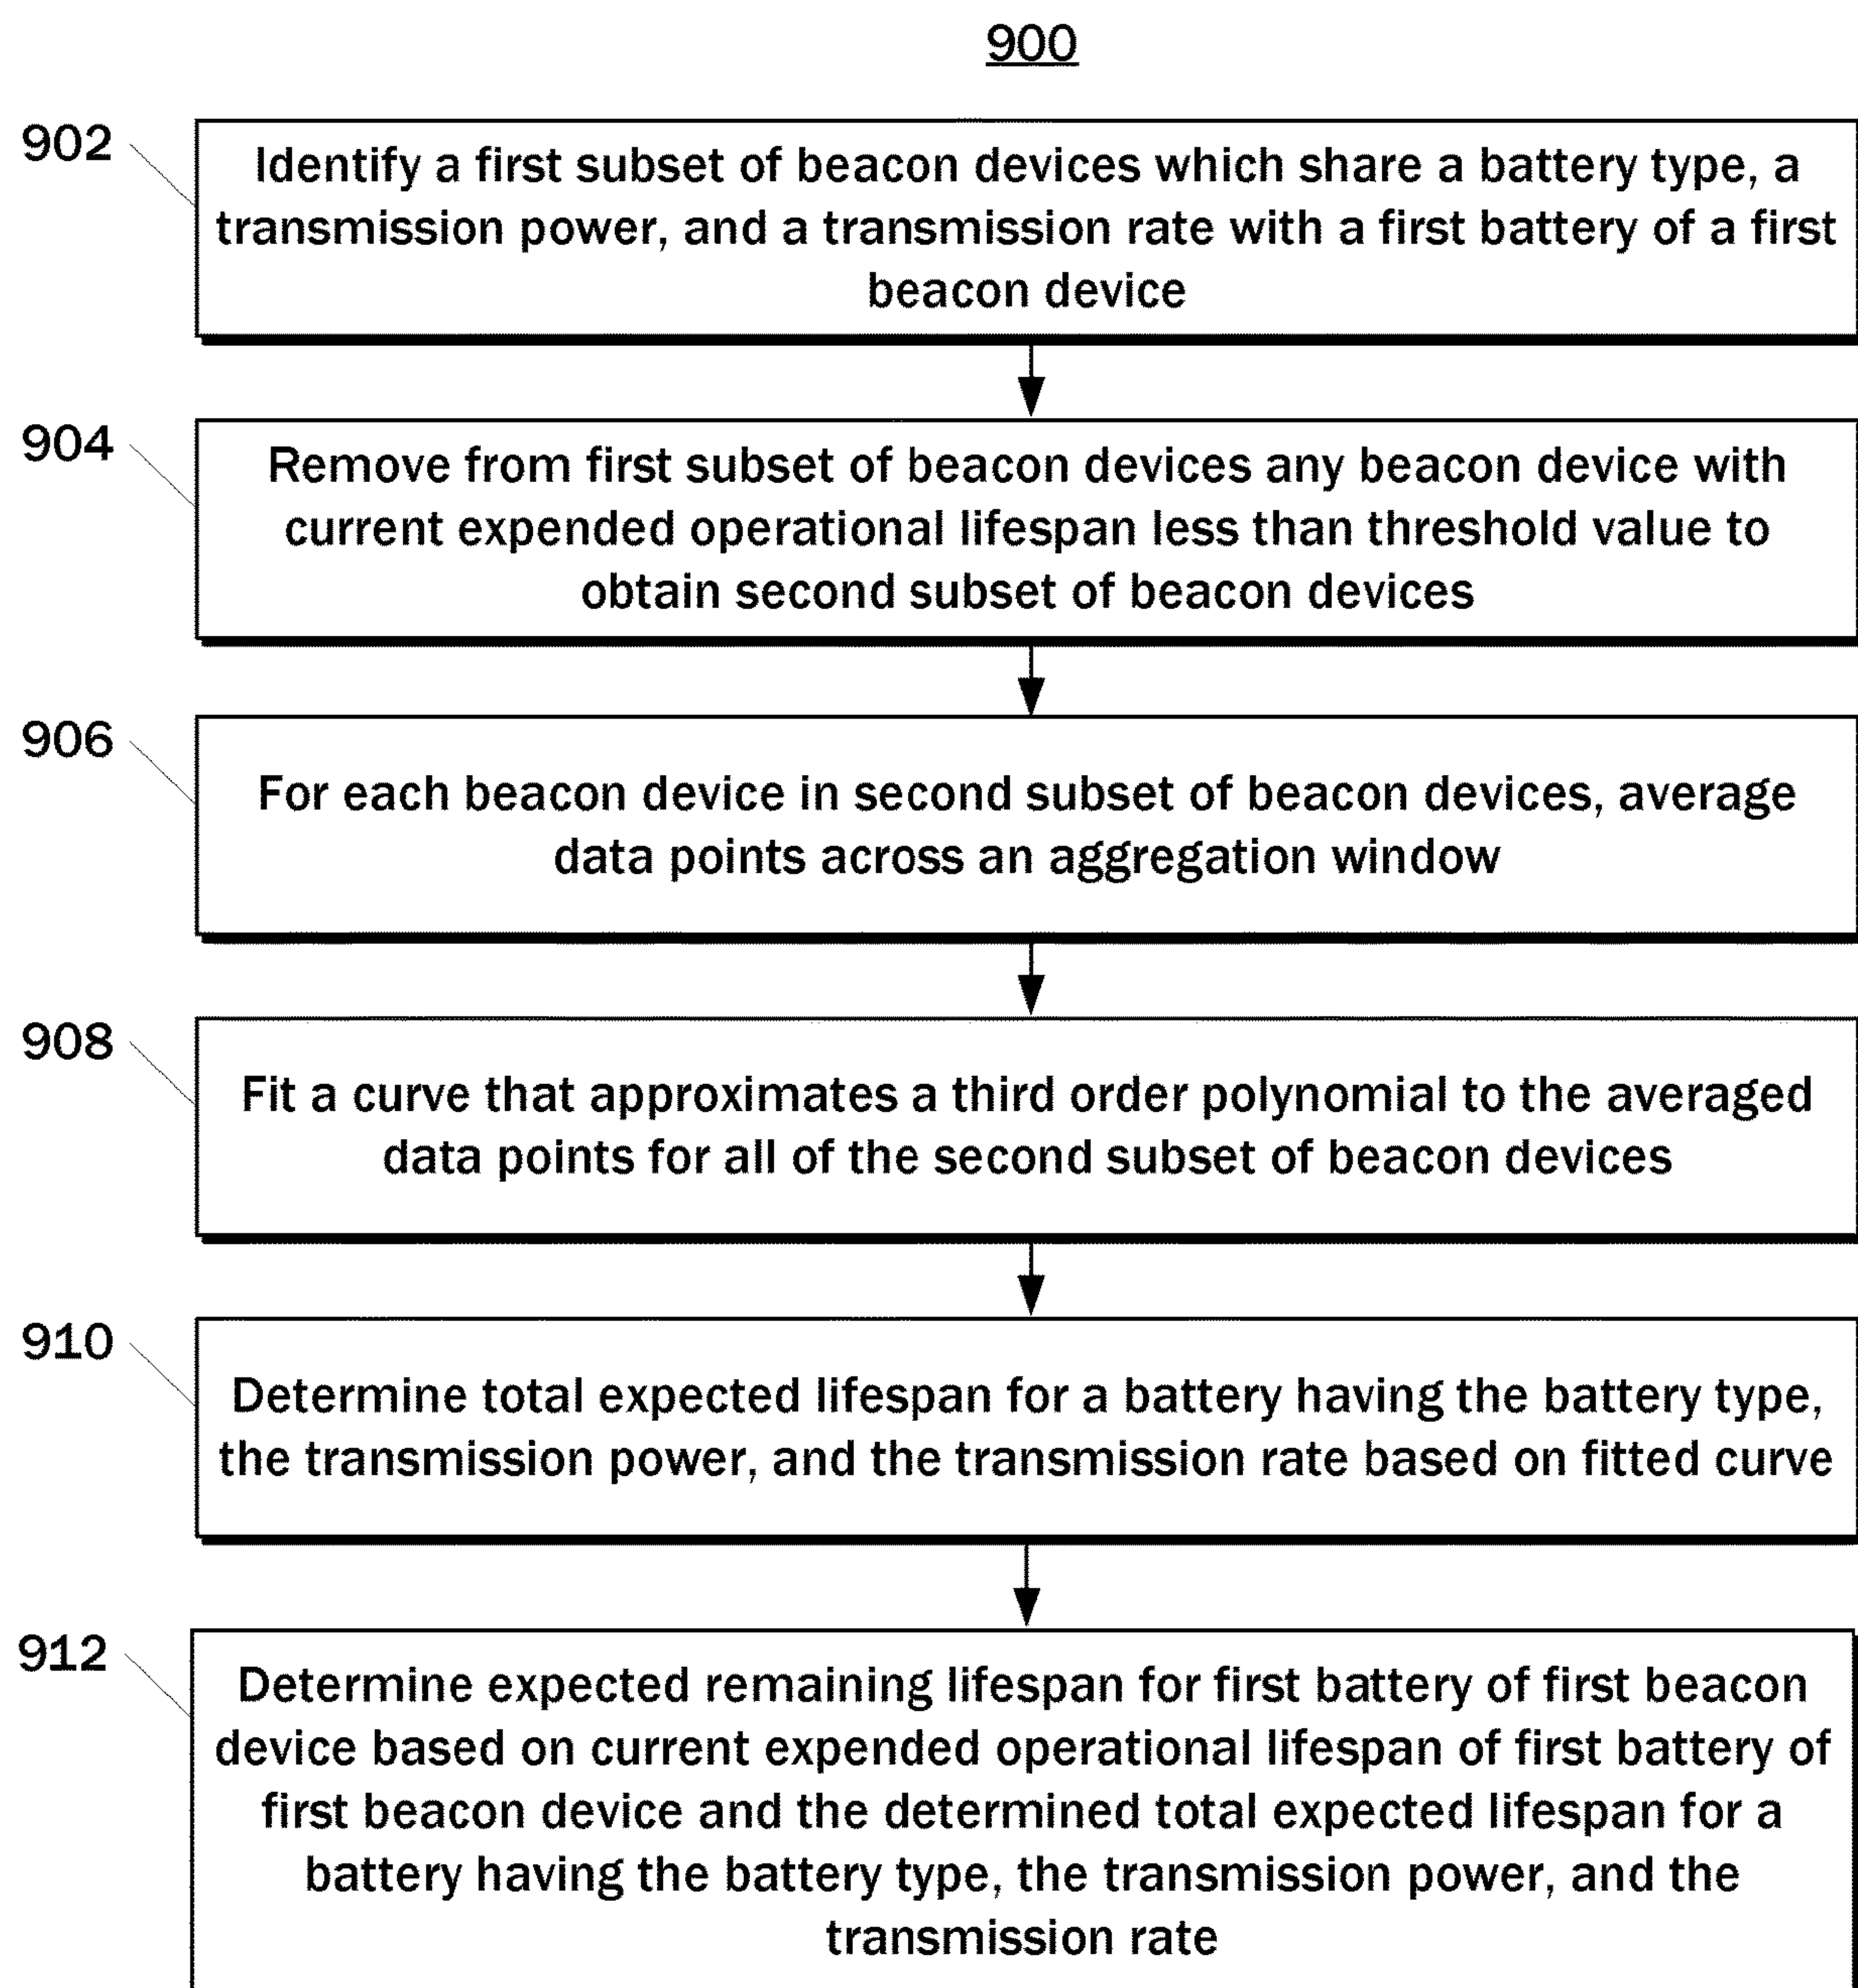 900
902
Identify a first subset of beacon devices which share a battery type, a
transmission power, and a transmission rate with a first battery of a first
beacon device
904
Remove from first subset of beacon devices any beacon device with
current expended operational lifespan less than threshold value to
obtain second subset of beacon devices
906
For each beacon device in second subset of beacon devices, average
data points across an aggregation window
908
Fit a curve that approximates a third order polynomial to the averaged
data points for all of the second subset of beacon devices
910
Determine total expected lifespan for a battery having the battery type,
the transmission power, and the transmission rate based on fitted curve
912
Determine expected remaining lifespan for first battery of first beacon
device based on current expended operational lifespan of first battery of
first beacon device and the determined total expected lifespan for a
battery having the battery type, the transmission power, and the
transmission rate